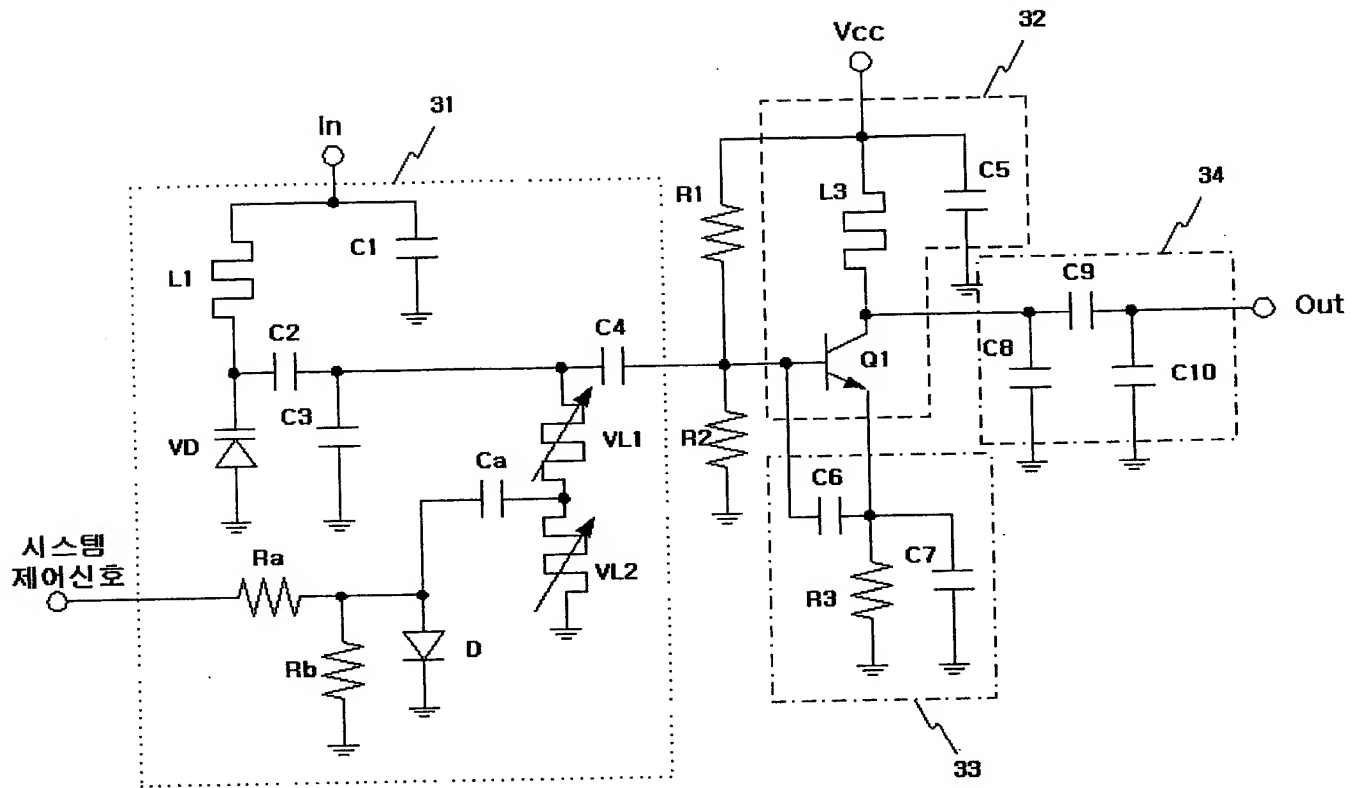 32
Vcc
31
In
C5
R1
L3
34
C1
L1
C9
Out
C2
C4
Q1
C8
C10
C3
VL1
R2
VD
Ca
C6
시스템
제어신호
Ra
VL2
C7
R3
Rb
D
33